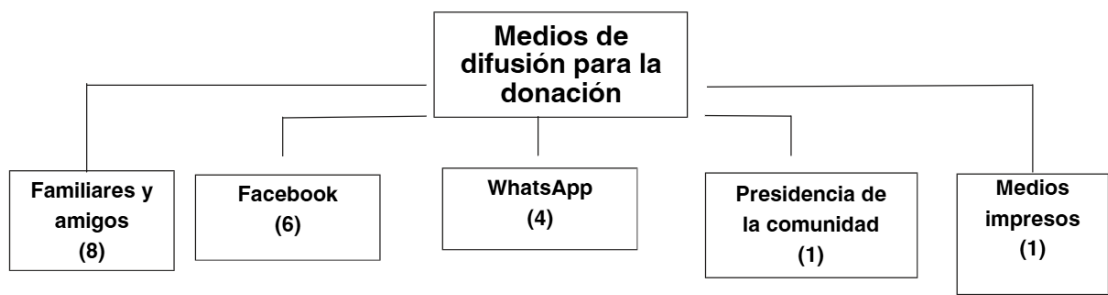 Medios de
difusión para la
donación
Familiares y
amigos
(8)
Facebook
(6)
WhatsApp
(4)
Presidencia de
la comunidad
(1)
Medios
impresos
(1)